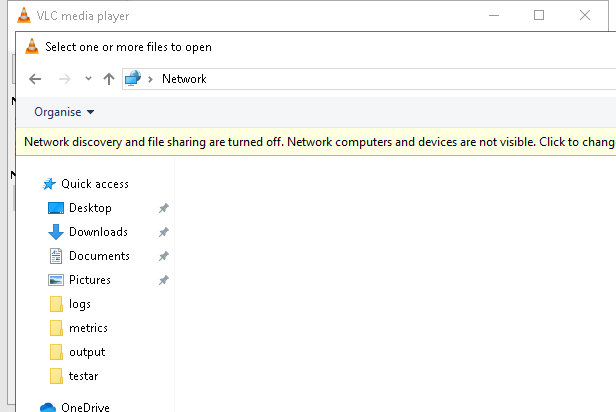 VLC media player
Select one or more files to open
Network
Organise
Network discovery and file sharing are turned off. Network computers and devices are not visible. Click to chang
Quick access
Desktop
Downloads
Documents
Pictures
logs
metrics
output
testar
OneDrive